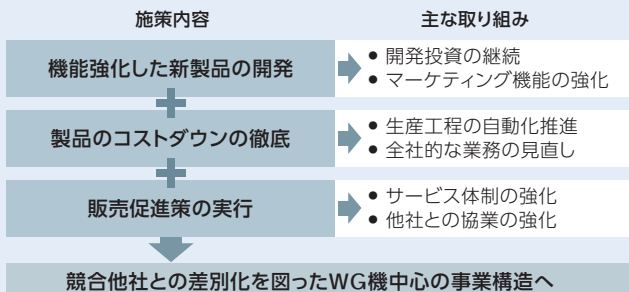 施策内容
主な取り組み
機能強化した新製品の開発
● 開発投資の継続
● マーケティング機能の強化
製品のコストダウンの徹底
● 生産工程の自動化推進
● 全社的な業務の見直し
販売促進策の実行
● サービス体制の強化
● 他社との協業の強化
競合他社との差別化を図ったWG機中心の事業構造へ